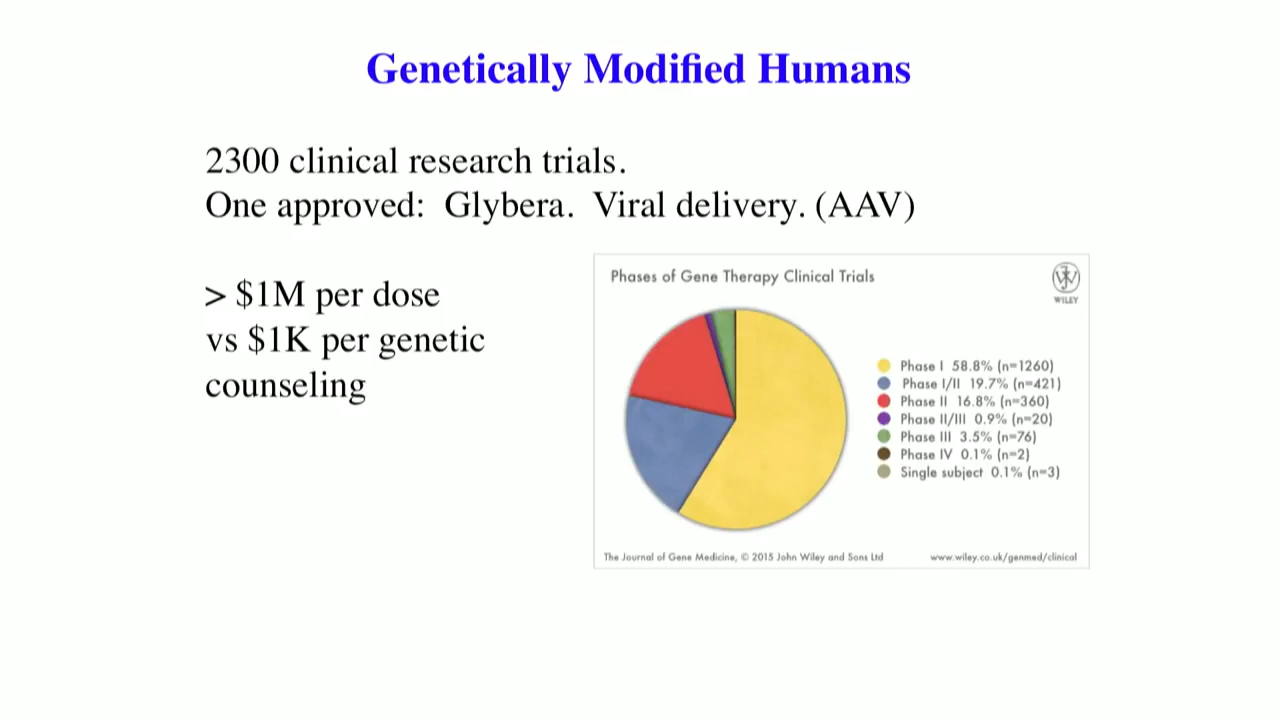 Genetically Modified Humans
2300 clinical research trials.
One approved: Glybera. Viral delivery. (AAV)
> $1M per dose
vs $1K per genetic
counseling
Phases of Gene Therapy Clinical Trials
WILEY
Phase I 58.8% (n=1260)
Phase I/II 19.7% (n=421)
Phase II 16.8% (n=360)
Phase II/III 0.9% (n=20)
Phase III 3.5% (n=76)
Phase IV 0.1% (n=2)
Single subject 0.1% (n=3)
The Journal of Gene Medicine, © 2015 John Wiley and Sons Ltd
www.wiley.co.uk/genmed/clinical